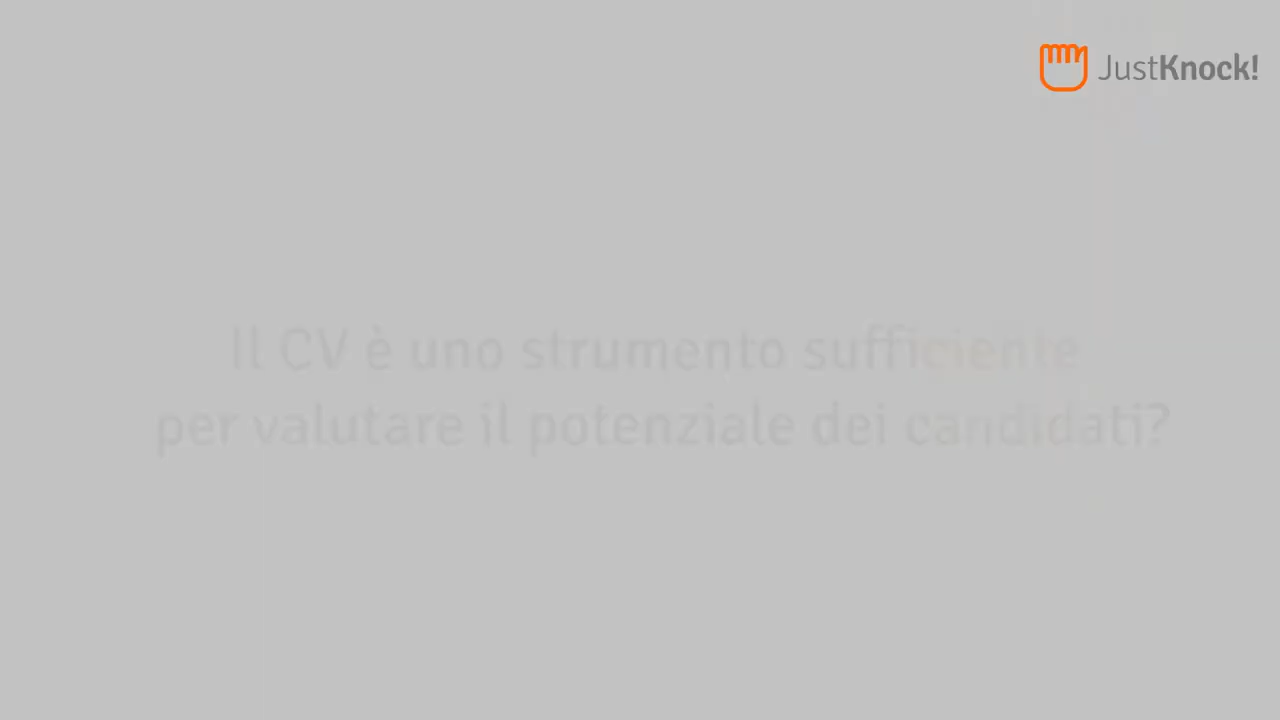 JustKnock!
Il CV è uno strumento sufficiente
per valutare il potenziale dei candidati?